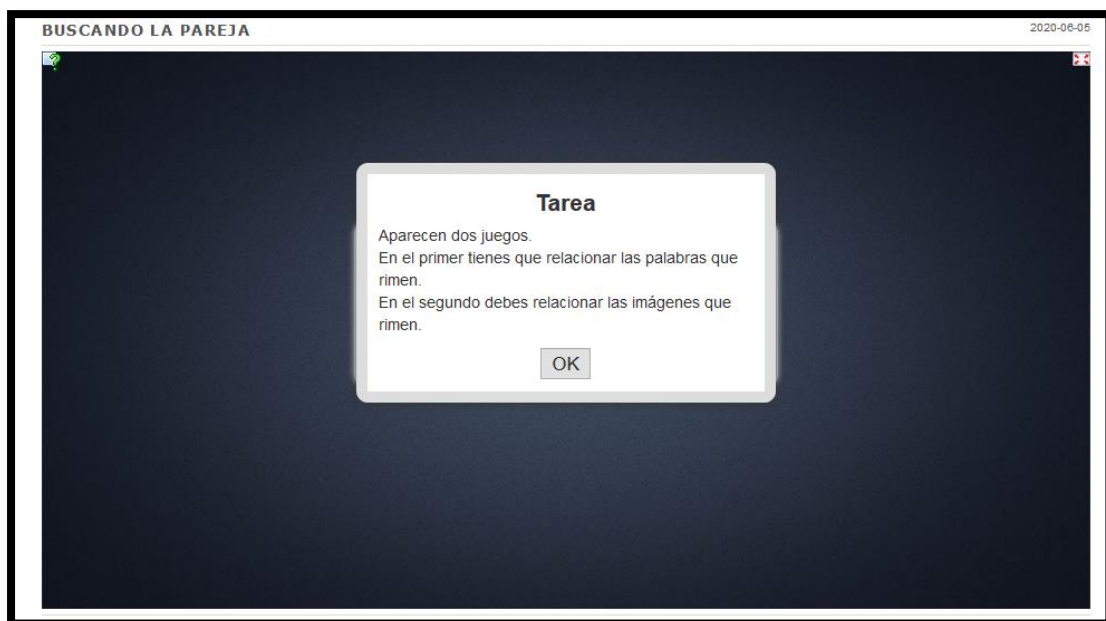 BUSCANDO LA PAREJA
2020-06-05
Tarea
Aparecen dos juegos.
En el primer tienes que relacionar las palabras que
rimen.
En el segundo debes relacionar las imágenes que
rimen.
OK